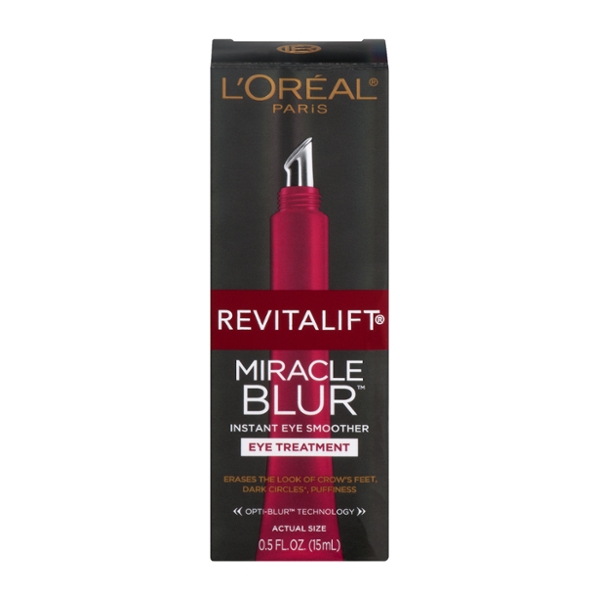 L'ORÉAL®
PARIS
REVITALIFT®
MIRACLE
BLUR™
INSTANT EYE SMOOTHER
EYE TREATMENT
ERASES THE LOOK OF CROW'S FEET,
DARK CIRCLES*, PUFFINESS
OPTI-BLUR™ TECHNOLOGY
ACTUAL SIZE
0.5 FL. OZ. (15mL)